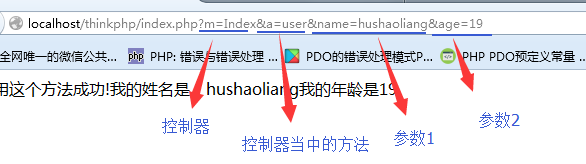 localhost/thinkphp/index.php?m=Index&a=user&name=hushaoliang&age=19
全网唯一的微信公共... php PHP: 错误与错误处理 ... PDO的错误处理模式P... PHP PDO预定义常量 ·
用这个方法成功!我的姓名是 hushaoliang我的年龄是19
控制器
控制器当中的方法
参数1
参数2